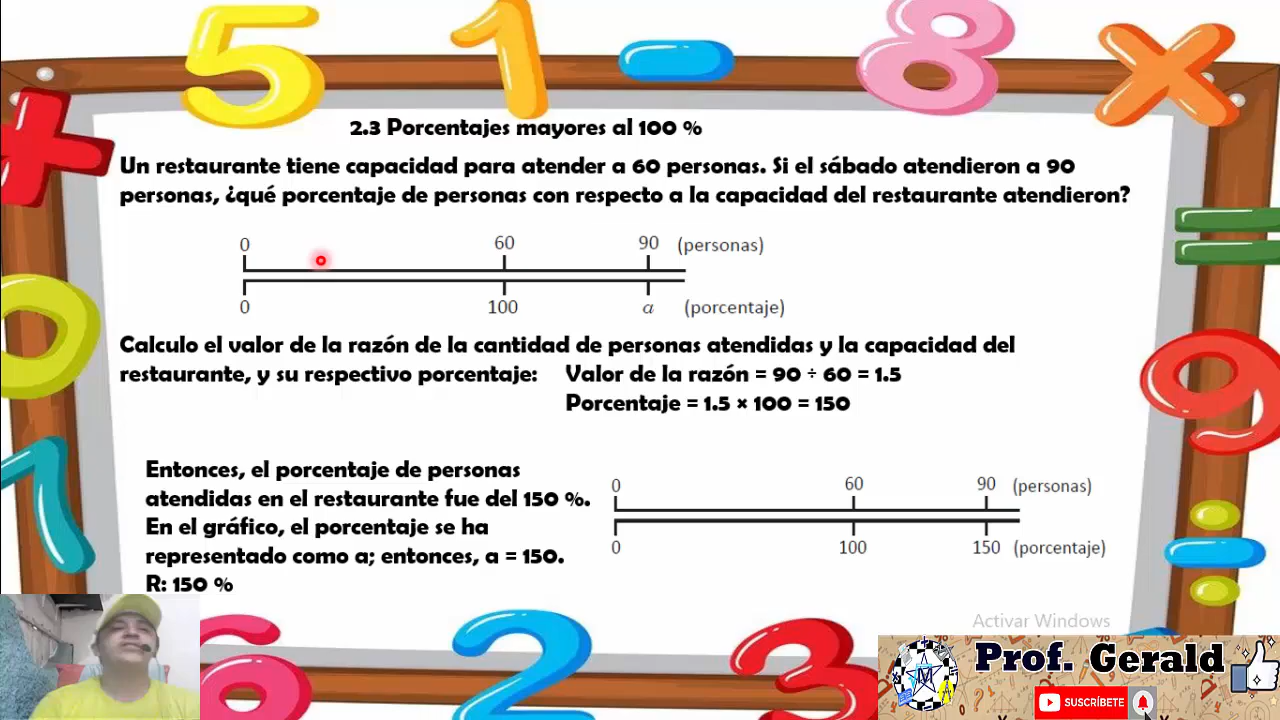 2.3 Porcentajes mayores al 100 %
Un restaurante tiene capacidad para atender a 60 personas. Si el sábado atendieron a 90
personas, ¿qué porcentaje de personas con respecto a la capacidad del restaurante atendieron?
0 60 90 (personas)
0 100 a (porcentaje)
Calculo el valor de la razón de la cantidad de personas atendidas y la capacidad del
restaurante, y su respectivo porcentaje: Valor de la razón = 90 ÷ 60 = 1.5
Porcentaje = 1.5 × 100 = 150
Entonces, el porcentaje de personas
atendidas en el restaurante fue del 150 %.
En el gráfico, el porcentaje se ha
representado como a; entonces, a = 150.
R: 150 %
0 60 90 (personas)
0 100 150 (porcentaje)
Activar Windows
Prof. Gerald
SUSCRÍBETE